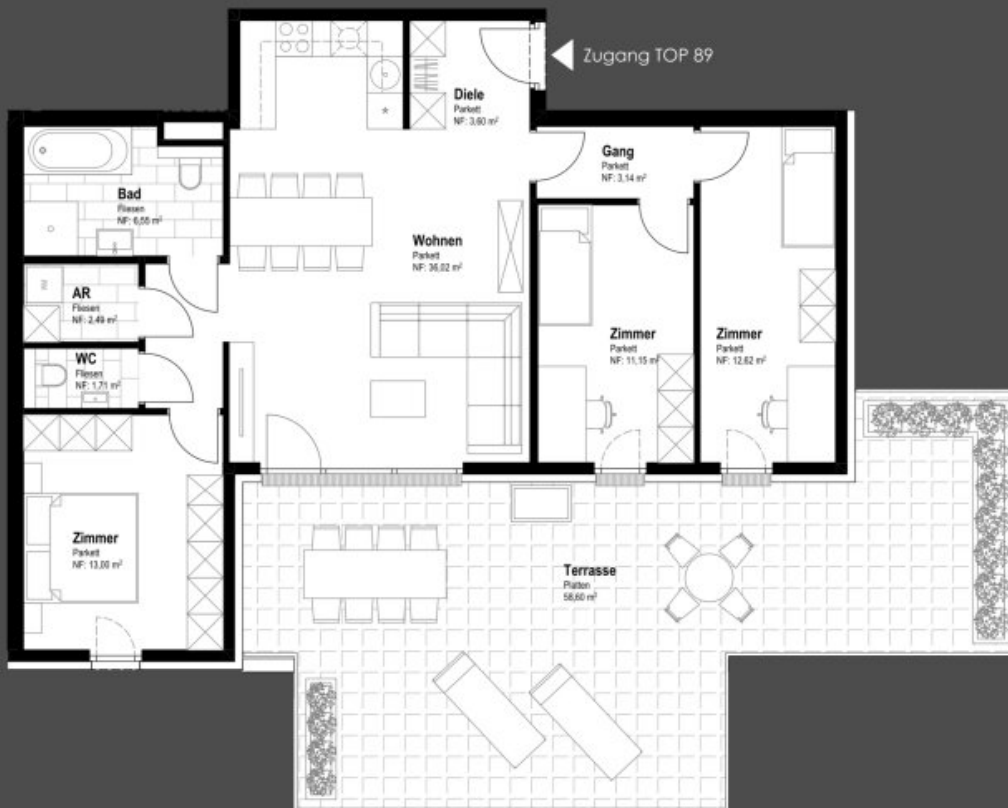 Zugang TOP 89
Diele
Parkett
NF: 3,60 m²
Gang
Parkett
NF: 3,14 m²
Bad
Fliesen
NF: 6,55 m²
Wohnen
Parkett
NF: 36,02 m²
AR
Fliesen
NF: 2,49 m²
Zimmer
Parkett
NF: 11,15 m²
Zimmer
Parkett
NF: 12,62 m²
WC
Fliesen
NF: 1,71 m²
Zimmer
Parkett
NF: 13,00 m²
Terrasse
Platten
58,60 m²